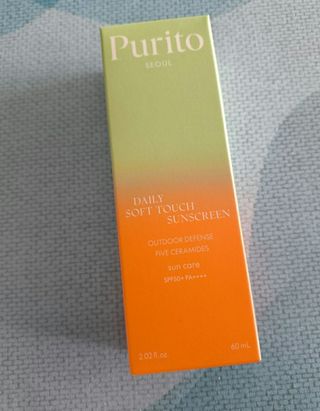 Purito
SEOUL
DAILY
SOFT TOUCH
SUNSCREEN
OUTDOOR DEFENSE
FIVE CERAMIDES
sun care
SPF50+ PA++++
2.02 fl.oz. 60 mL